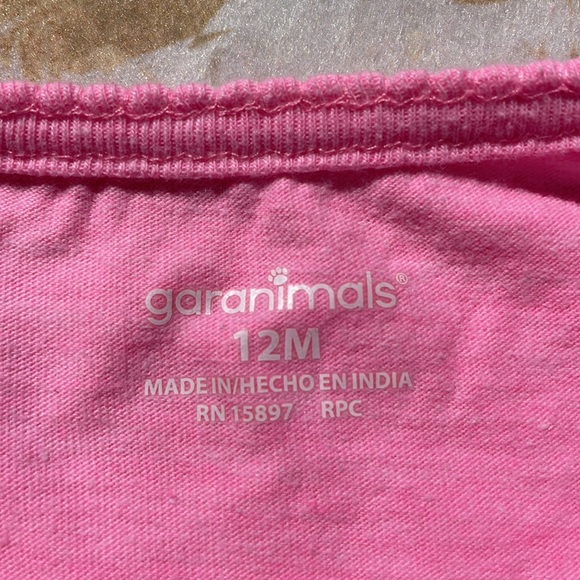 garanimals®
12M
MADE IN/HECHO EN INDIA
RN 15897 RPC